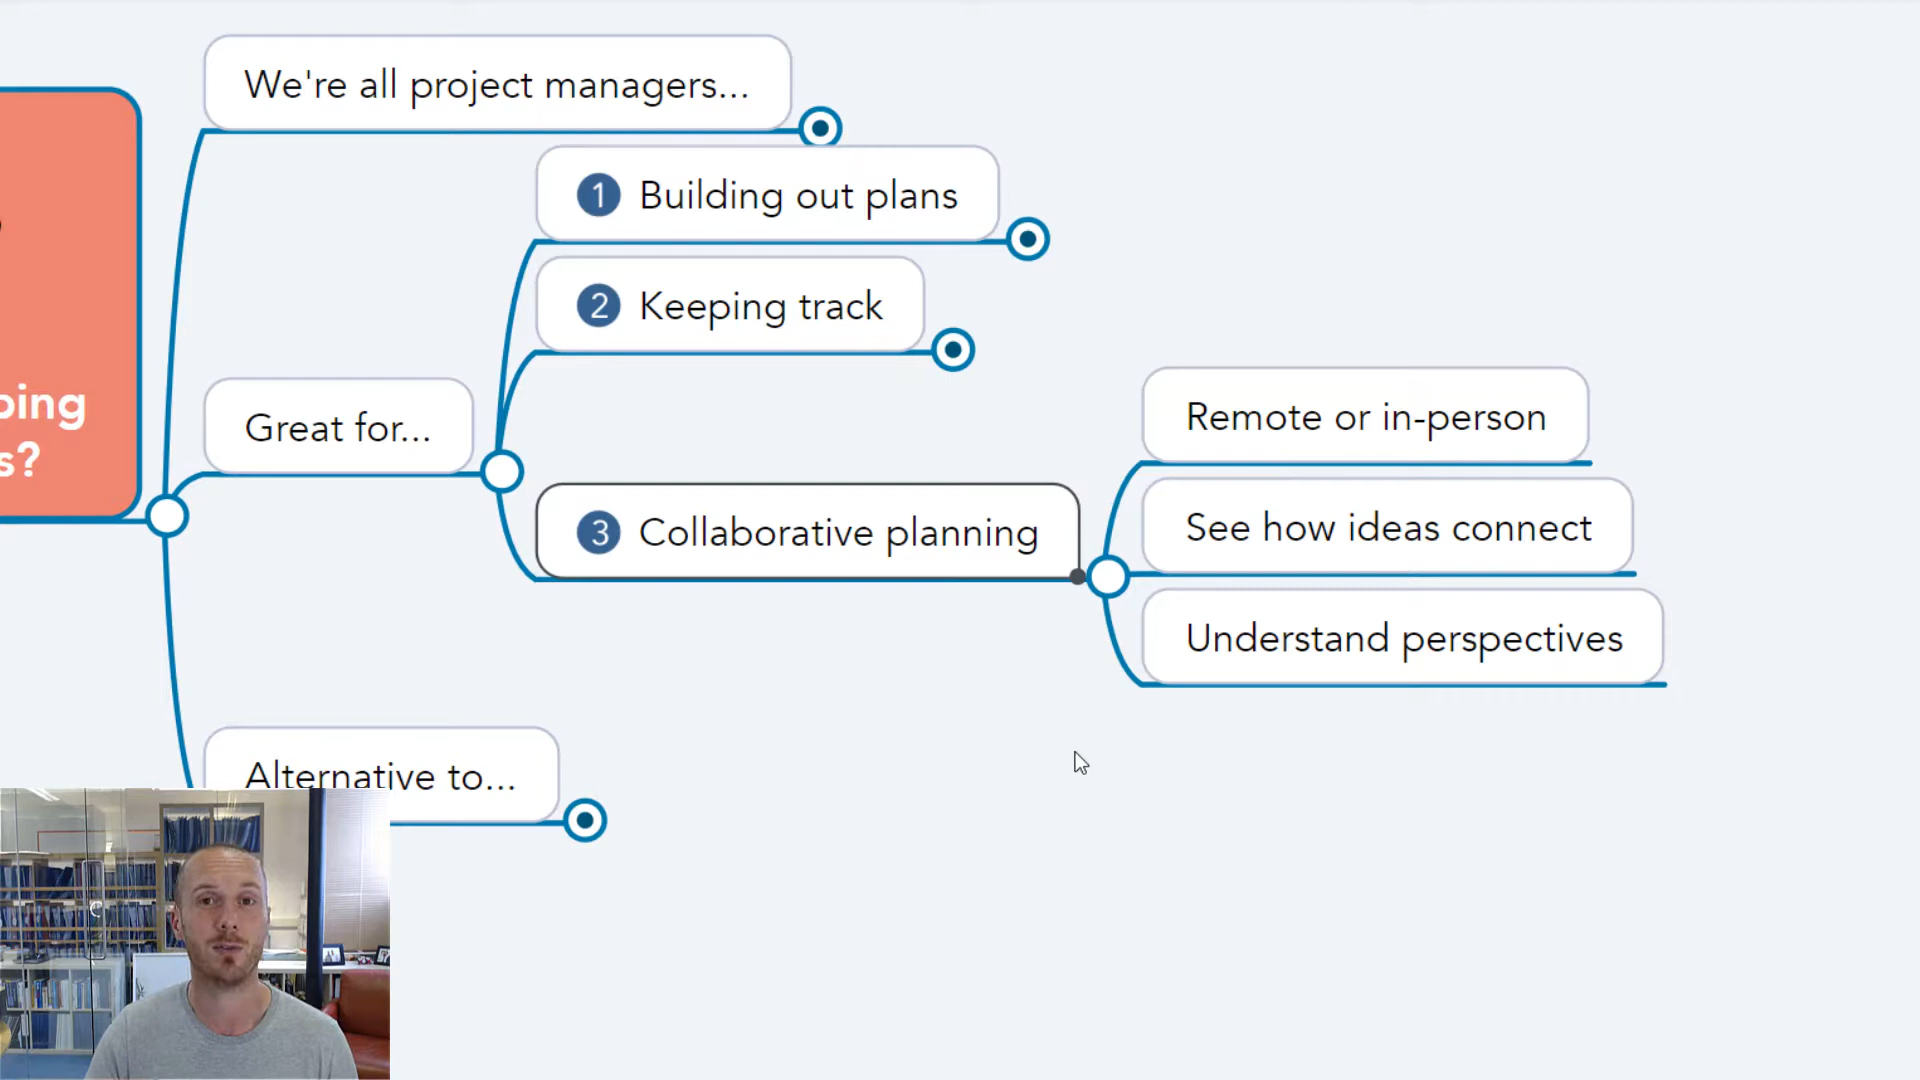 We're all project managers...
1 Building out plans
2 Keeping track
Great for...
3 Collaborative planning
Remote or in-person
See how ideas connect
Understand perspectives
Alternative to...